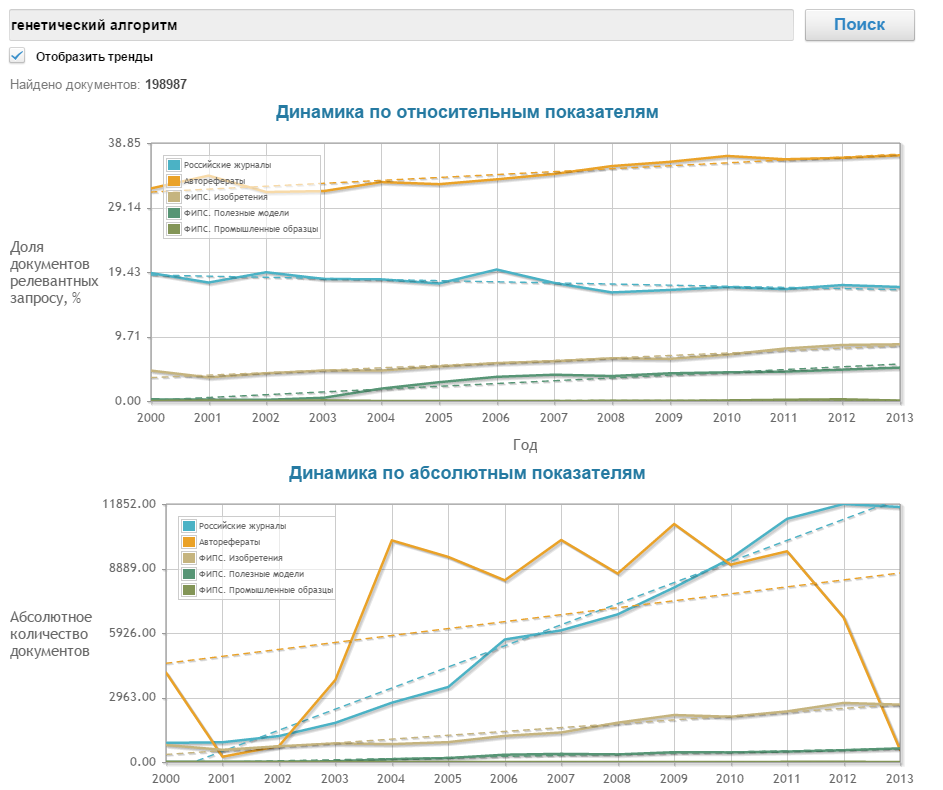 генетический алгоритм
Поиск
Отобразить тренды
Найдено документов: 198987
Динамика по относительным показателям
38.85
29.14
19.43
9.71
0.00
Доля
документов
релевантных
запросу, %
Российские журналы
Авторефераты
ФИПС. Изобретения
ФИПС. Полезные модели
ФИПС. Промышленные образцы
2000 2001 2002 2003 2004 2005 2006 2007 2008 2009 2010 2011 2012 2013
Год
Динамика по абсолютным показателям
11852.00
8889.00
5926.00
2963.00
0.00
Абсолютное
количество
документов
Российские журналы
Авторефераты
ФИПС. Изобретения
ФИПС. Полезные модели
ФИПС. Промышленные образцы
2000 2001 2002 2003 2004 2005 2006 2007 2008 2009 2010 2011 2012 2013